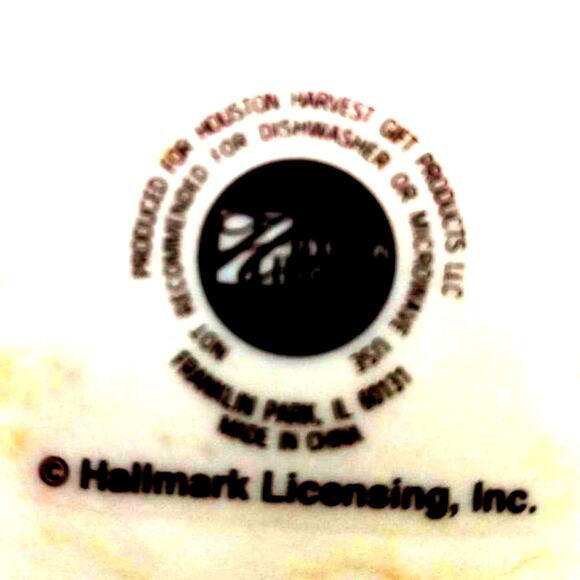 PRODUCED FOR HOUSTON HARVEST GIFT PRODUCTS LLC
NOT RECOMMENDED FOR DISHWASHER OR MICROWAVE USE
FRANKLIN PARK, IL 60131
MADE IN CHINA
© Hallmark Licensing, Inc.